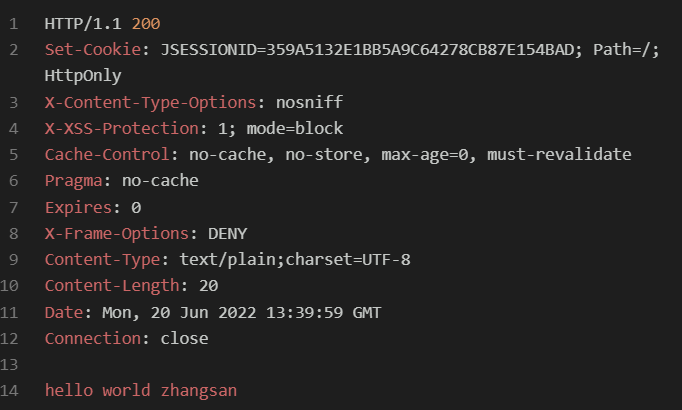 1 HTTP/1.1 200
2 Set-Cookie: JSESSIONID=359A5132E1BB5A9C64278CB87E154BAD; Path=/;
HttpOnly
3 X-Content-Type-Options: nosniff
4 X-XSS-Protection: 1; mode=block
5 Cache-Control: no-cache, no-store, max-age=0, must-revalidate
6 Pragma: no-cache
7 Expires: 0
8 X-Frame-Options: DENY
9 Content-Type: text/plain;charset=UTF-8
10 Content-Length: 20
11 Date: Mon, 20 Jun 2022 13:39:59 GMT
12 Connection: close
13
14 hello world zhangsan